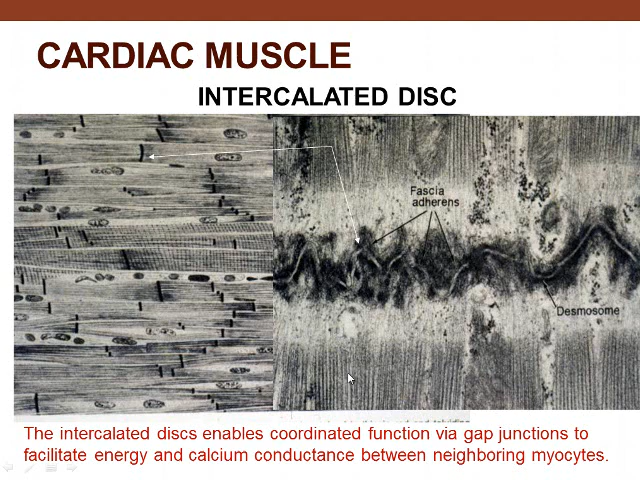 CARDIAC MUSCLE
INTERCALATED DISC
Fascia
adherens
Desmosome
The intercalated discs enables coordinated function via gap junctions to
facilitate energy and calcium conductance between neighboring myocytes.